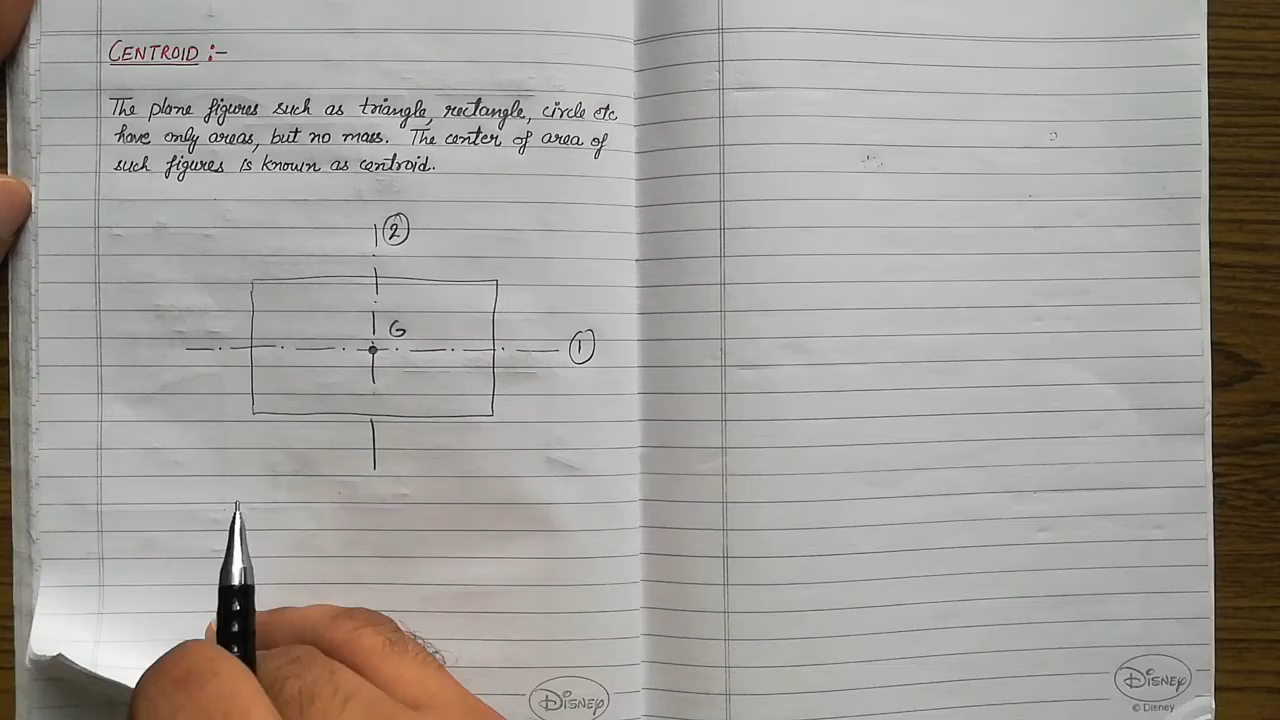 CENTROID :-
The plane figures such as triangle, rectangle, circle etc
have only areas, but no mass. The center of area of
such figures is known as centroid.
2
G
1
DISNEY
DISNEY
© Disney